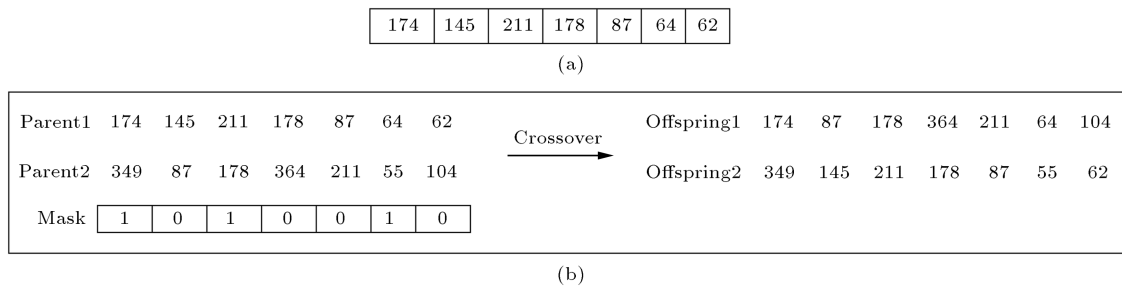 174 145 211 178 87 64 62
(a)
Parent1 174 145 211 178 87 64 62
Crossover
Offspring1 174 87 178 364 211 64 104
Parent2 349 87 178 364 211 55 104
Offspring2 349 145 211 178 87 55 62
Mask 1 0 1 0 0 1 0
(b)